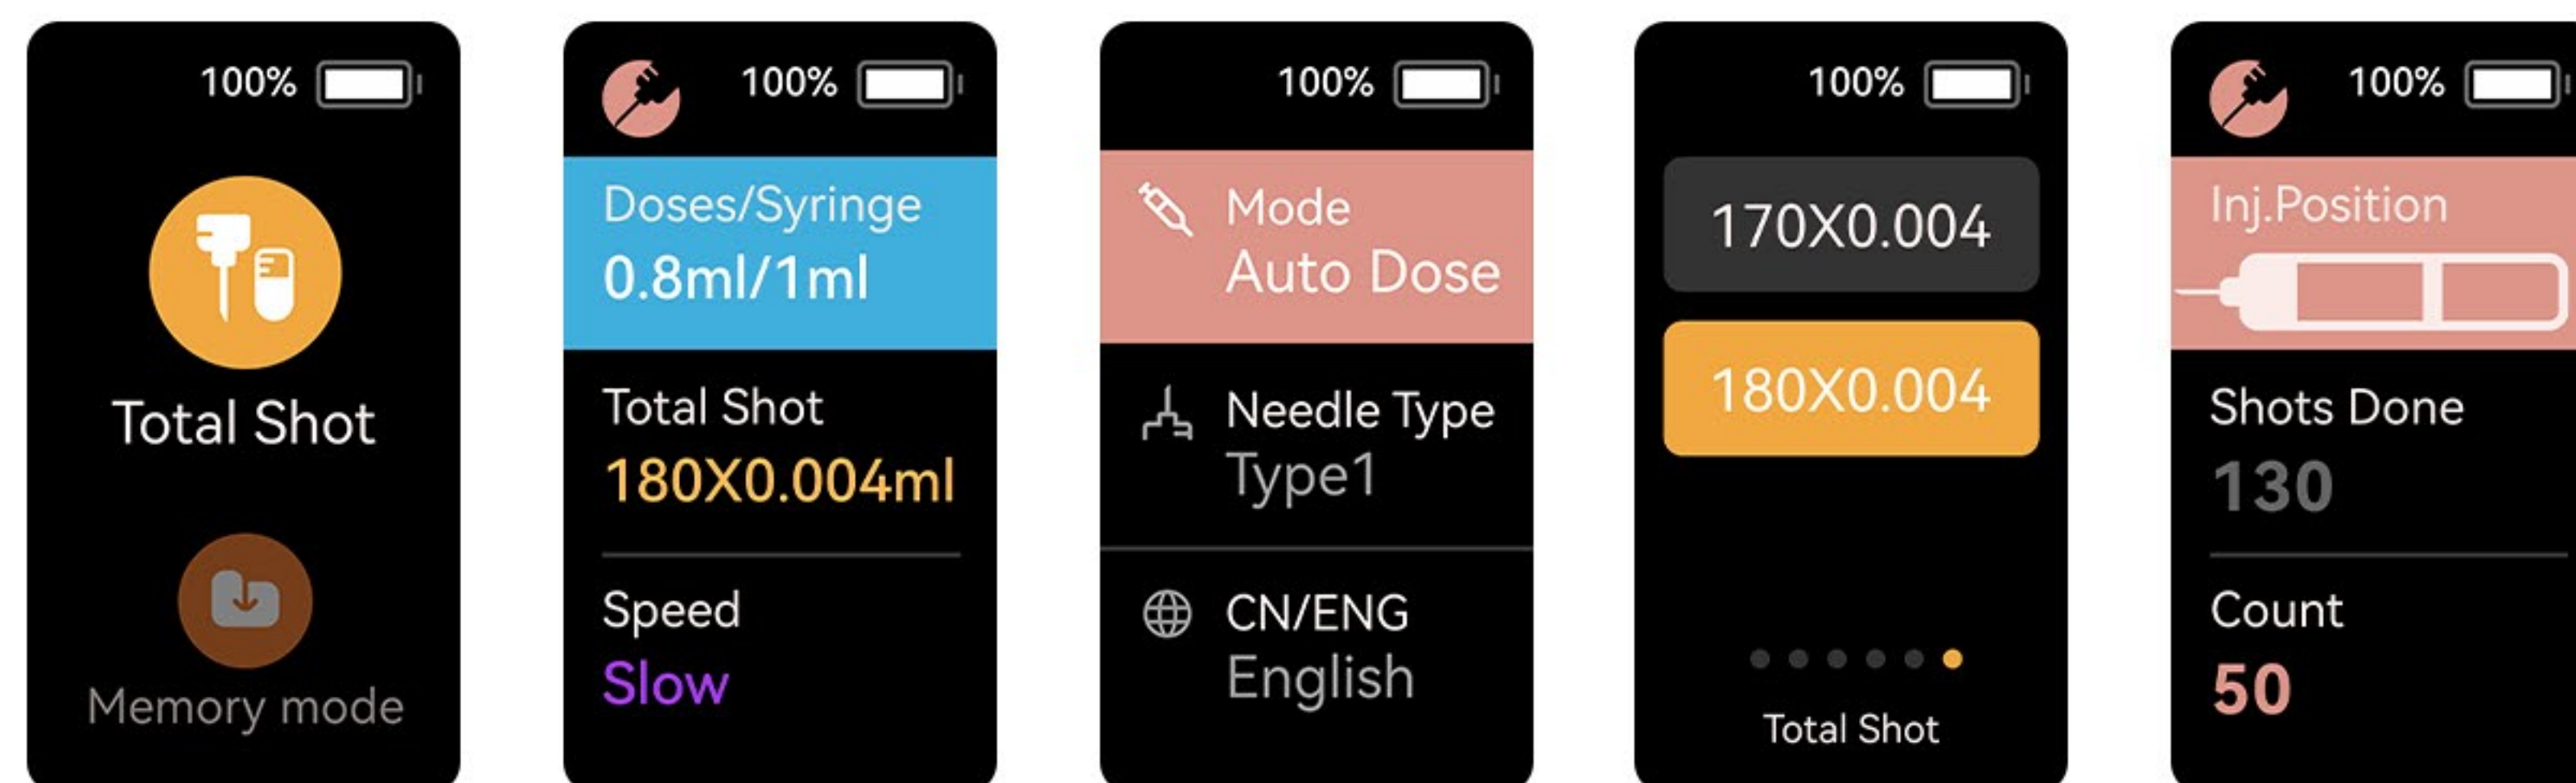 100%
Total Shot
Memory mode
100%
Doses/Syringe
0.8ml/1ml
Total Shot
180X0.004ml
Speed
Slow
100%
Mode
Auto Dose
Needle Type
Type1
CN/ENG
English
100%
170X0.004
180X0.004
Total Shot
100%
Inj.Position
Shots Done
130
Count
50